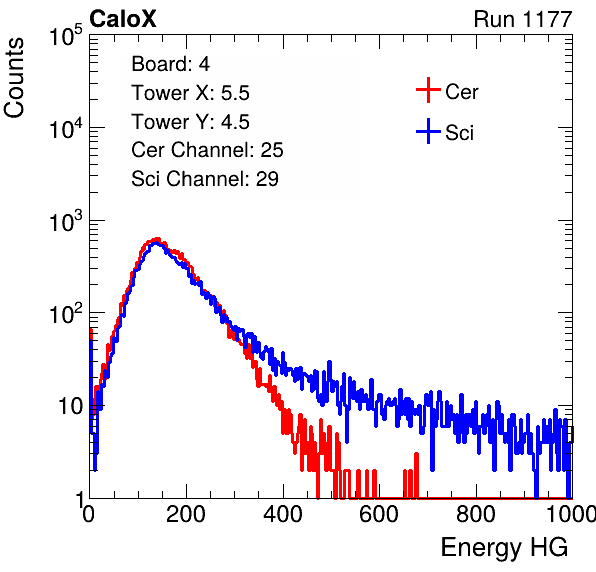 CaloX Run 1177
Counts
10^5
10^4
10^3
10^2
10
1
Board: 4
Tower X: 5.5
Tower Y: 4.5
Cer Channel: 25
Sci Channel: 29
Cer
Sci
0 200 400 600 800 1000
Energy HG